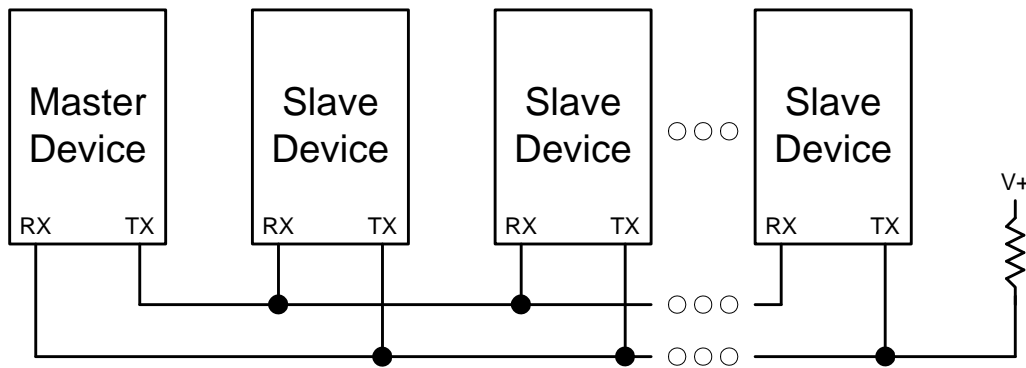 Master
Device
Slave
Device
Slave
Device
Slave
Device
V+
RX TX
RX TX
RX TX
RX TX